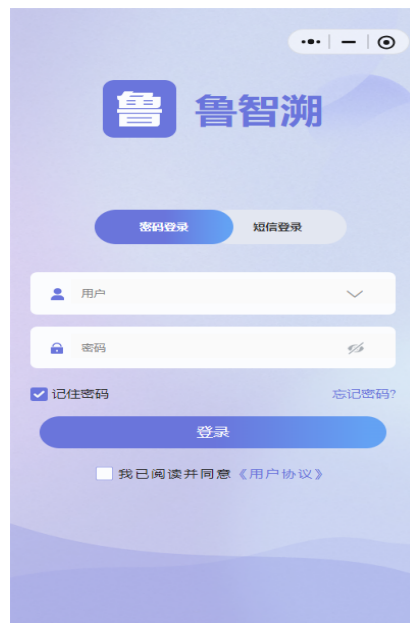 鲁 鲁智溯
密码登录 短信登录
用户
密码
记住密码 忘记密码?
登录
我已阅读并同意《用户协议》